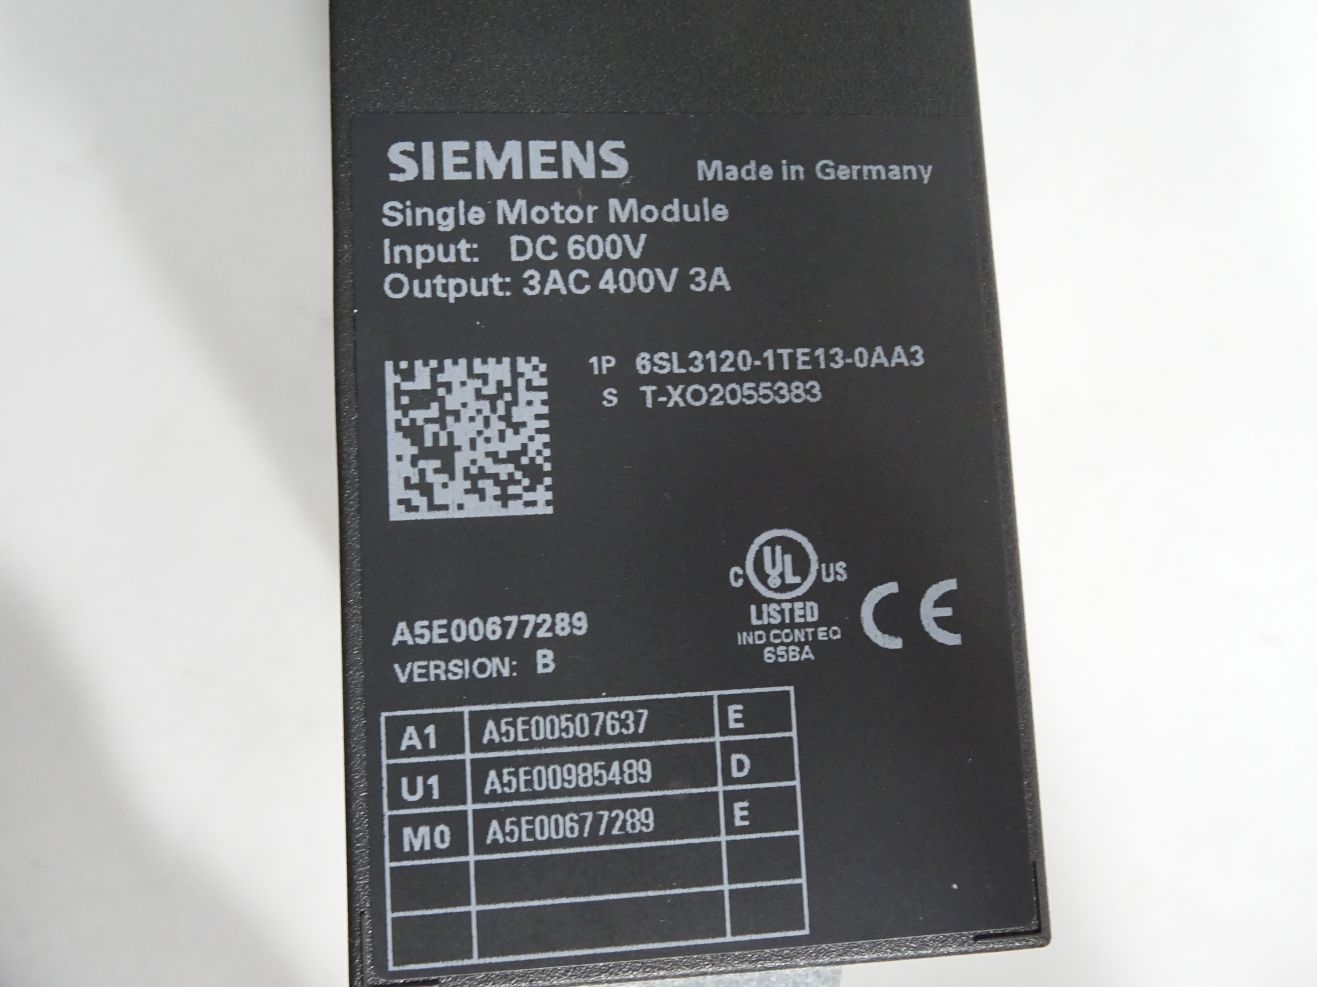 SIEMENS Made in Germany
Single Motor Module
Input: DC 600V
Output: 3AC 400V 3A
1P 6SL3120-1TE13-0AA3
S T-XO2055383
C UL US
LISTED
IND CONT EQ
65BA
CE
A5E00677289
VERSION: B
A1 A5E00507637 E
U1 A5E00985489 D
M0 A5E00677289 E